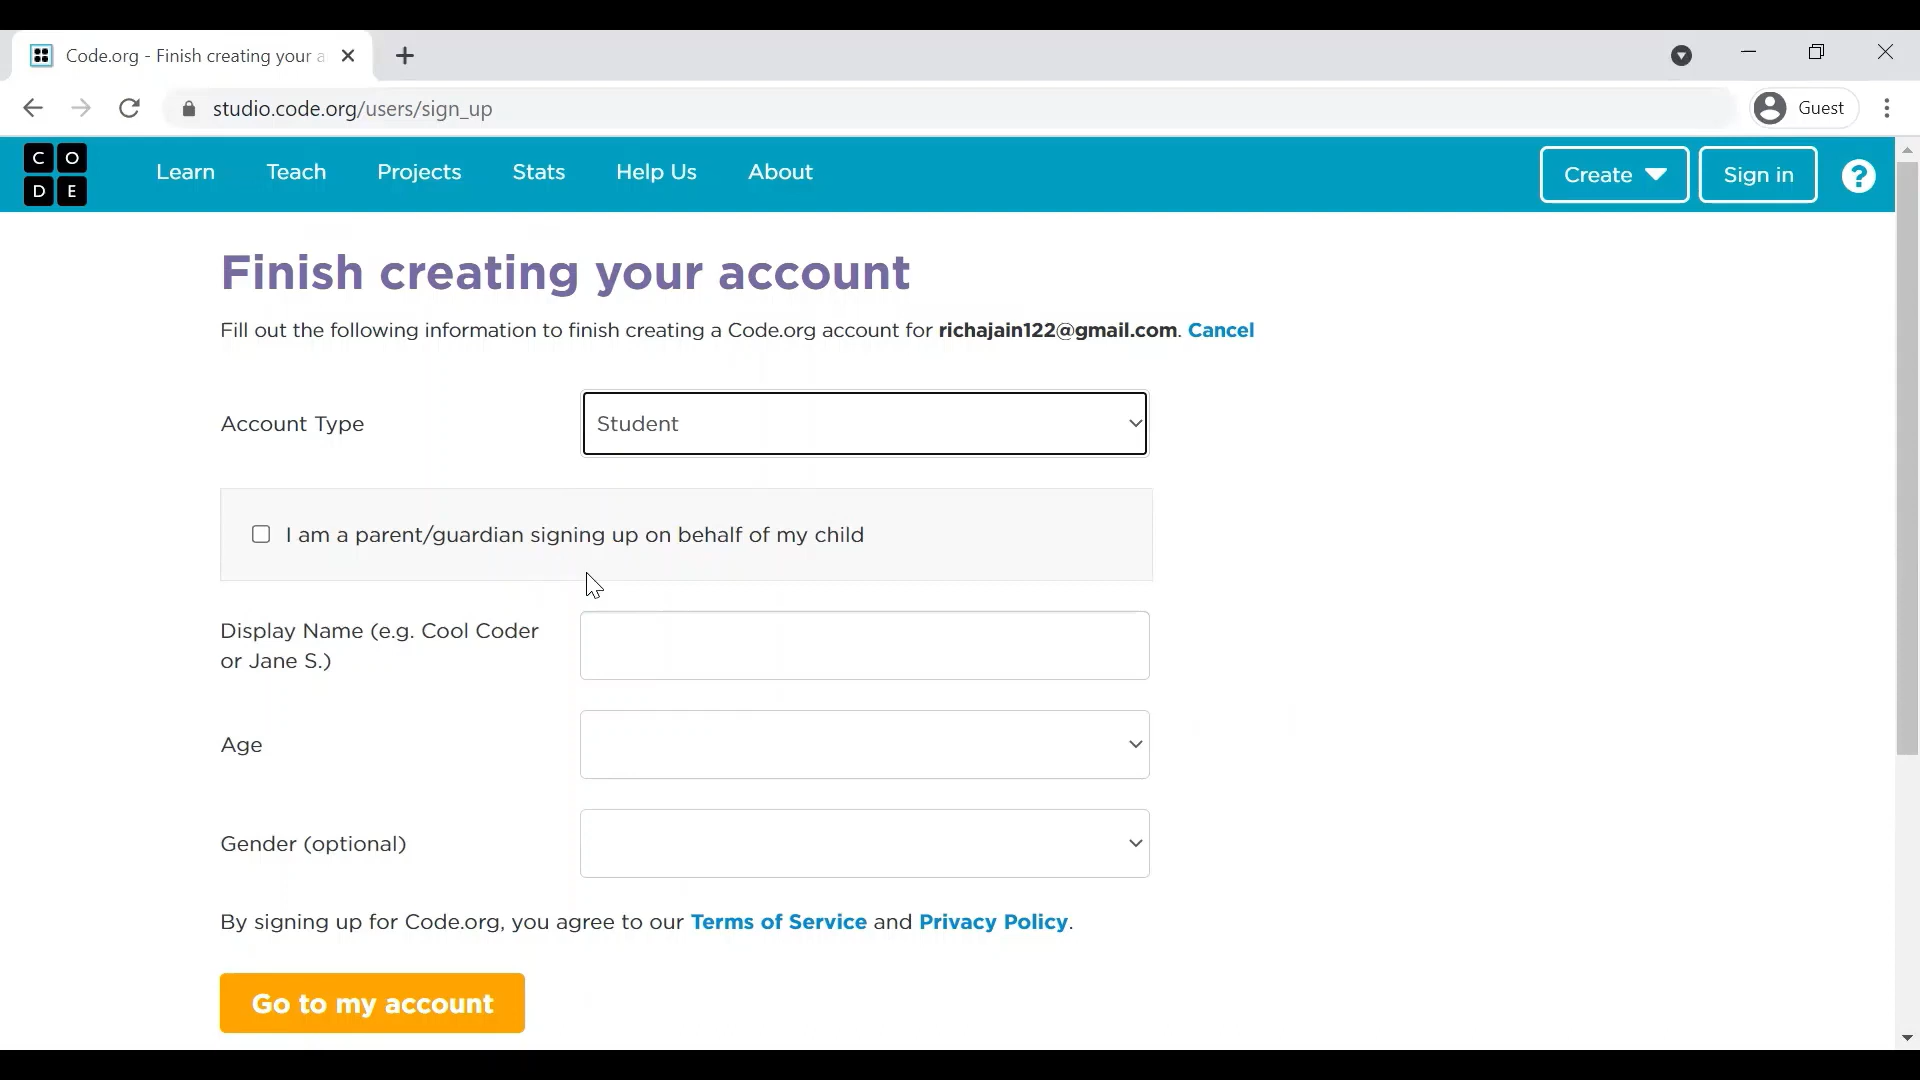 Code.org - Finish creating your a
studio.code.org/users/sign_up
Guest
C O
D E
Learn
Teach
Projects
Stats
Help Us
About
Create
Sign in
?
Finish creating your account
Fill out the following information to finish creating a Code.org account for richajain122@gmail.com. Cancel
Account Type
Student
I am a parent/guardian signing up on behalf of my child
Display Name (e.g. Cool Coder
or Jane S.)
Age
Gender (optional)
By signing up for Code.org, you agree to our Terms of Service and Privacy Policy.
Go to my account